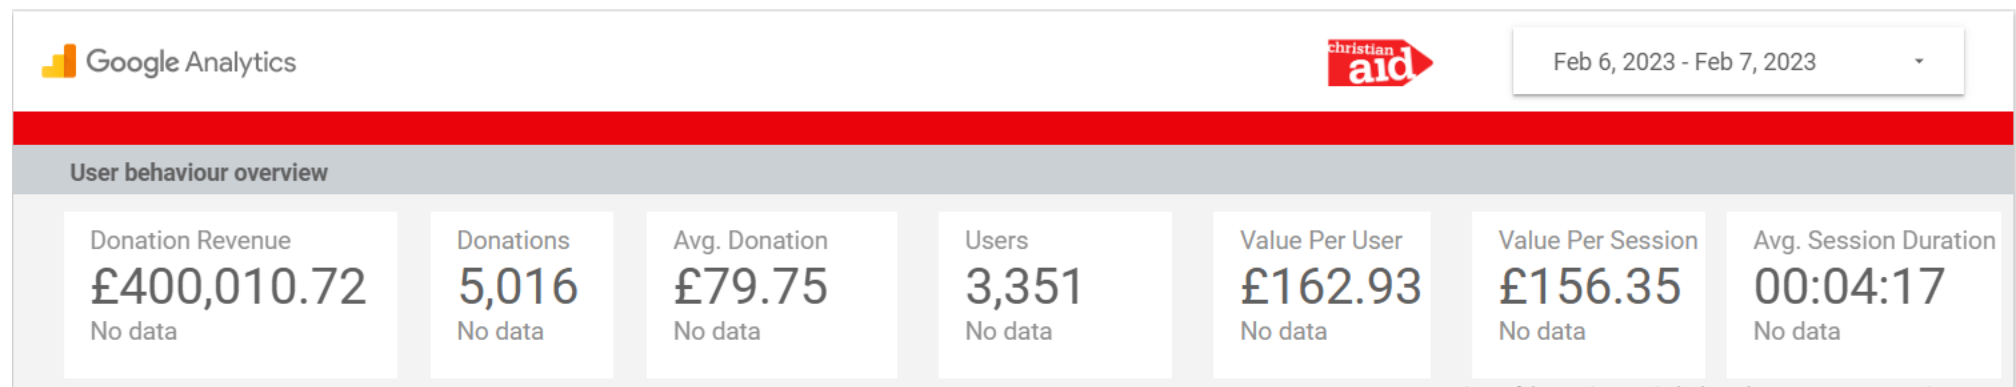 Google Analytics
christian
aid
Feb 6, 2023 - Feb 7, 2023
User behaviour overview
Donation Revenue
£400,010.72
No data
Donations
5,016
No data
Avg. Donation
£79.75
No data
Users
3,351
No data
Value Per User
£162.93
No data
Value Per Session
£156.35
No data
Avg. Session Duration
00:04:17
No data